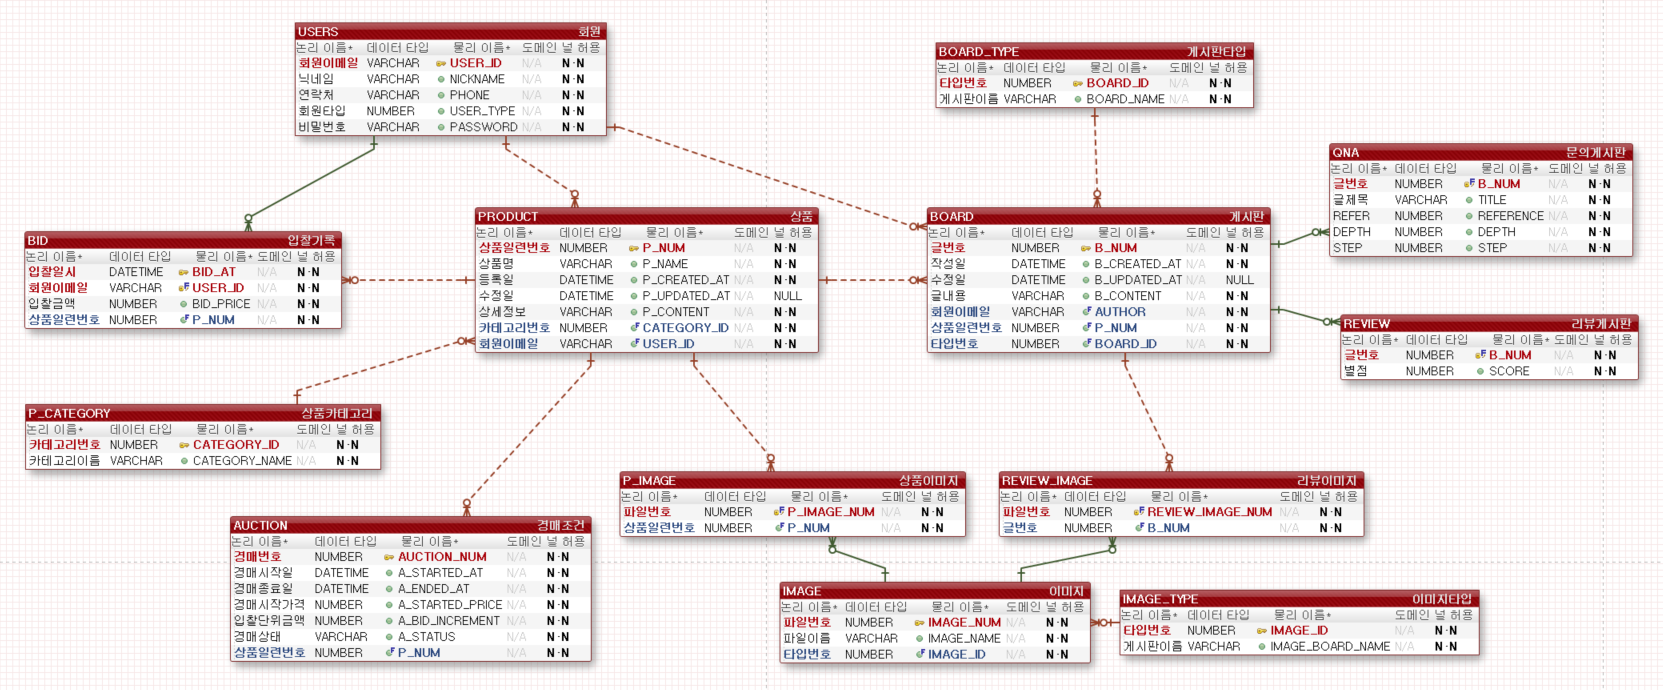 USERS 회원
논리 이름* 데이터 타입 물리 이름* 도메인 널 허용
회원이메일 VARCHAR USER_ID N/A N·N
닉네임 VARCHAR NICKNAME N/A N·N
연락처 VARCHAR PHONE N/A N·N
회원타입 NUMBER USER_TYPE N/A N·N
비밀번호 VARCHAR PASSWORD N/A N·N
BOARD_TYPE 게시판타입
논리 이름* 데이터 타입 물리 이름* 도메인 널 허용
타입번호 NUMBER BOARD_ID N/A N·N
게시판이름 VARCHAR BOARD_NAME N/A N·N
QNA 문의게시판
논리 이름* 데이터 타입 물리 이름* 도메인 널 허용
글번호 NUMBER B_NUM N/A N·N
글제목 VARCHAR TITLE N/A N·N
REFER NUMBER REFERENCE N/A N·N
DEPTH NUMBER DEPTH N/A N·N
STEP NUMBER STEP N/A N·N
BID 입찰기록
논리 이름* 데이터 타입 물리 이름* 도메인 널 허용
입찰일시 DATETIME BID_AT N/A N·N
회원이메일 VARCHAR USER_ID N/A N·N
입찰금액 NUMBER BID_PRICE N/A N·N
상품일련번호 NUMBER P_NUM N/A N·N
PRODUCT 상품
논리 이름* 데이터 타입 물리 이름* 도메인 널 허용
상품일련번호 NUMBER P_NUM N/A N·N
상품명 VARCHAR P_NAME N/A N·N
등록일 DATETIME P_CREATED_AT N/A N·N
수정일 DATETIME P_UPDATED_AT N/A NULL
상세정보 VARCHAR P_CONTENT N/A N·N
카테고리번호 NUMBER CATEGORY_ID N/A N·N
회원이메일 VARCHAR USER_ID N/A N·N
BOARD 게시판
논리 이름* 데이터 타입 물리 이름* 도메인 널 허용
글번호 NUMBER B_NUM N/A N·N
작성일 DATETIME B_CREATED_AT N/A N·N
수정일 DATETIME B_UPDATED_AT N/A NULL
글내용 VARCHAR B_CONTENT N/A N·N
회원이메일 VARCHAR AUTHOR N/A N·N
상품일련번호 NUMBER P_NUM N/A N·N
타입번호 NUMBER BOARD_ID N/A N·N
REVIEW 리뷰게시판
논리 이름* 데이터 타입 물리 이름* 도메인 널 허용
글번호 NUMBER B_NUM N/A N·N
별점 NUMBER SCORE N/A N·N
P_CATEGORY 상품카테고리
논리 이름* 데이터 타입 물리 이름* 도메인 널 허용
카테고리번호 NUMBER CATEGORY_ID N/A N·N
카테고리이름 VARCHAR CATEGORY_NAME N/A N·N
P_IMAGE 상품이미지
논리 이름* 데이터 타입 물리 이름* 도메인 널 허용
파일번호 NUMBER P_IMAGE_NUM N/A N·N
상품일련번호 NUMBER P_NUM N/A N·N
REVIEW_IMAGE 리뷰이미지
논리 이름* 데이터 타입 물리 이름* 도메인 널 허용
파일번호 NUMBER REVIEW_IMAGE_NUM N/A N·N
글번호 NUMBER B_NUM N/A N·N
AUCTION 경매조건
논리 이름* 데이터 타입 물리 이름* 도메인 널 허용
경매번호 NUMBER AUCTION_NUM N/A N·N
경매시작일 DATETIME A_STARTED_AT N/A N·N
경매종료일 DATETIME A_ENDED_AT N/A N·N
경매시작가격 NUMBER A_STARTED_PRICE N/A N·N
입찰단위금액 NUMBER A_BID_INCREMENT N/A N·N
경매상태 VARCHAR A_STATUS N/A N·N
상품일련번호 NUMBER P_NUM N/A N·N
IMAGE 이미지
논리 이름* 데이터 타입 물리 이름* 도메인 널 허용
파일번호 NUMBER IMAGE_NUM N/A N·N
파일이름 VARCHAR IMAGE_NAME N/A N·N
타입번호 NUMBER IMAGE_ID N/A N·N
IMAGE_TYPE 이미지타입
논리 이름* 데이터 타입 물리 이름* 도메인 널 허용
타입번호 NUMBER IMAGE_ID N/A N·N
게시판이름 VARCHAR IMAGE_BOARD_NAME N/A N·N